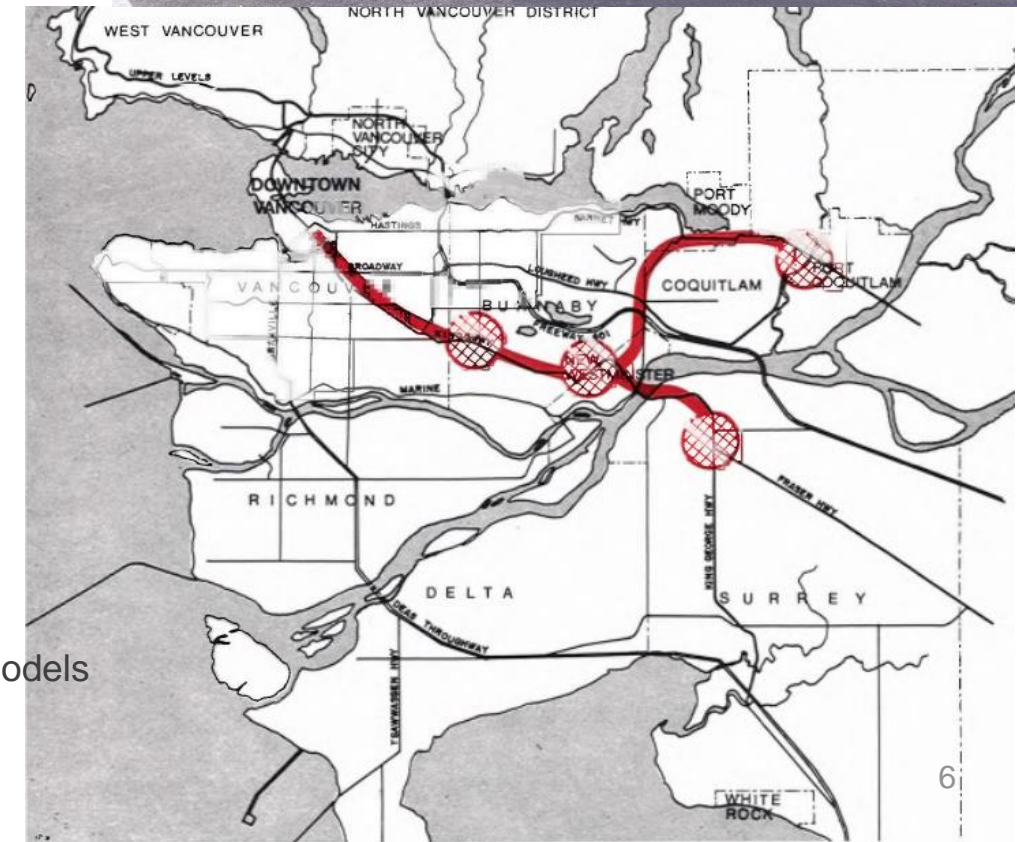 NORTH VANCOUVER DISTRICT
WEST VANCOUVER
UPPER LEVELS
NORTH
VANCOUVER
CITY
DOWNTOWN
VANCOUVER
PORT
MOODY
HASTINGS
BARNET HWY
BROADWAY
LOUGHEED HWY
PORT
COQUITLAM
COQUITLAM
VANCOUVER
BURNABY
FREEWAY 401
NEW
WESTMINSTER
MARINE
RICHMOND
FRASER HWY
KING GEORGE HWY
DELTA
SURREY
DEAS THROUGHWAY
TSAWWASSEN HWY
odels
6
WHITE
ROCK